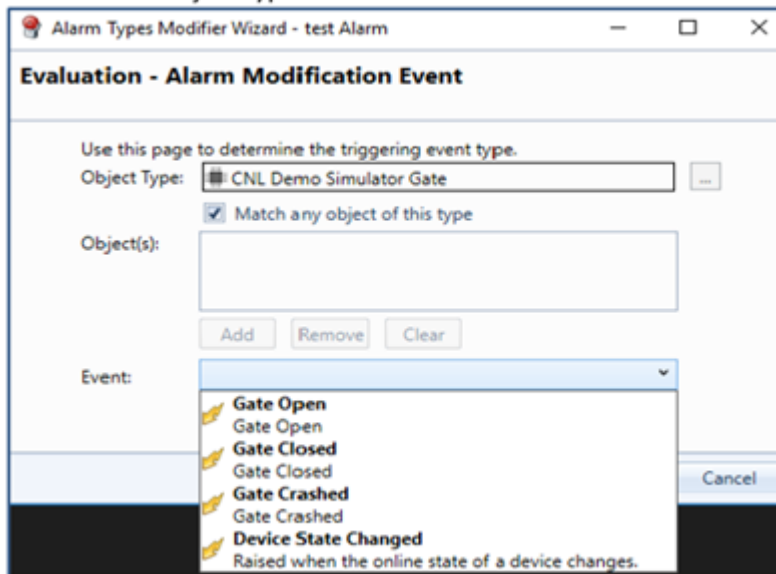 Alarm Types Modifier Wizard - test Alarm
Evaluation - Alarm Modification Event
Use this page to determine the triggering event type.
Object Type: CNL Demo Simulator Gate ...
Match any object of this type
Object(s):
Add Remove Clear
Event:
Gate Open
Gate Open
Gate Closed
Gate Closed
Cancel
Gate Crashed
Gate Crashed
Device State Changed
Raised when the online state of a device changes.